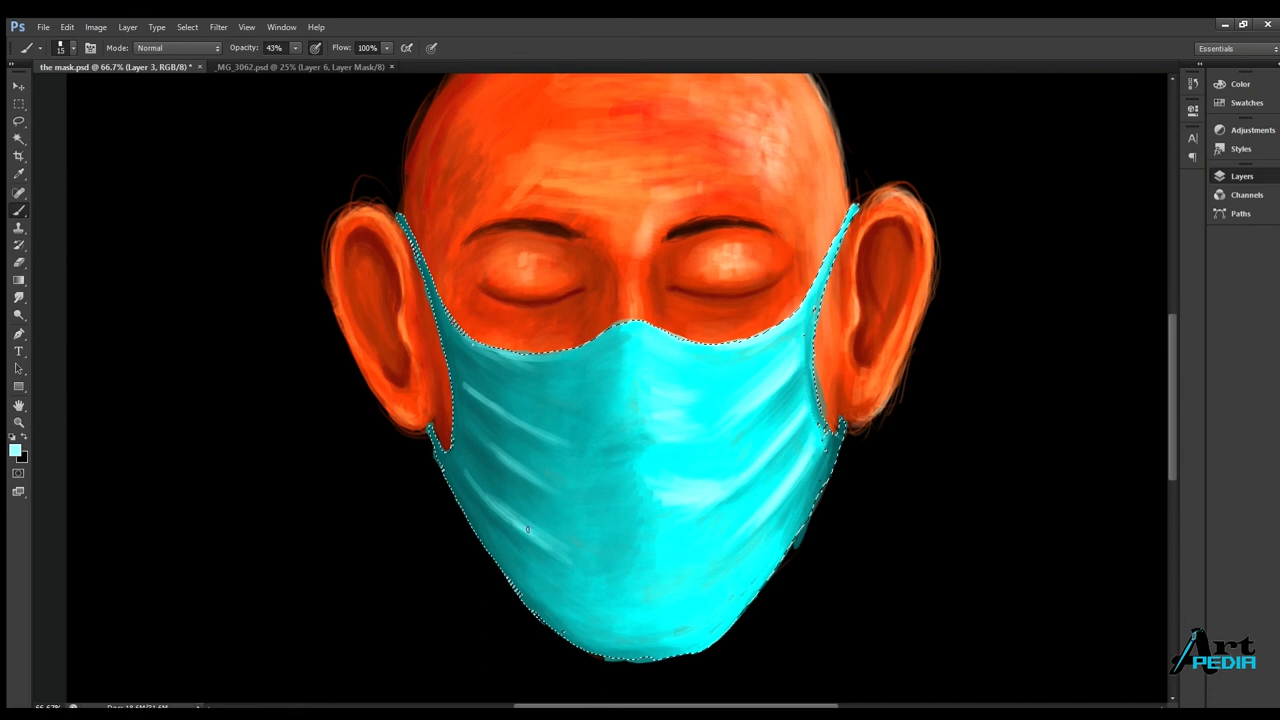 Ps File Edit Image Layer Type Select Filter View Window Help
15 Mode: Normal Opacity: 43% Flow: 100% Essentials
the mask.psd @ 66.7% (Layer 3, RGB/8) * × _MG_3062.psd @ 25% (Layer 6, Layer Mask/8) ×
Color
Swatches
Adjustments
Styles
Layers
Channels
Paths
Art
PEDIA